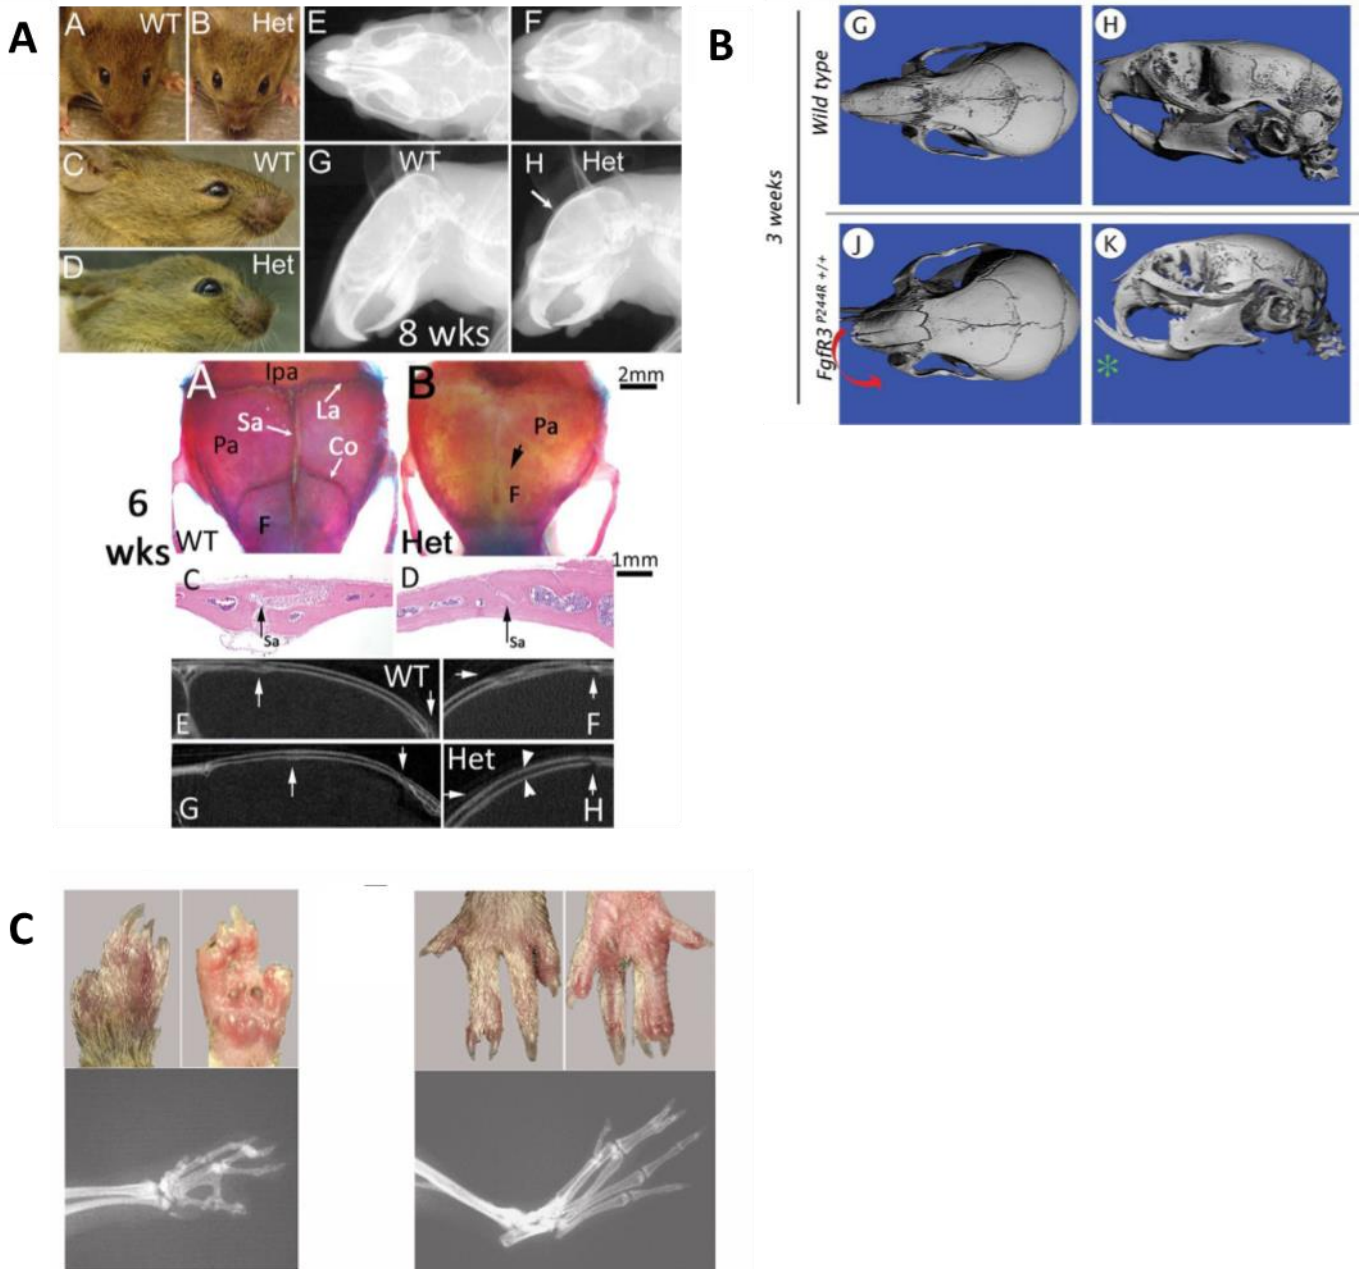 A
A WT
B Het
E
F
C WT
G WT
H Het
D Het
8 wks
A
Ipa
La
Sa
Pa
Co
F
WT
B
2mm
Pa
F
Het
6
wks
C
Sa
D
1mm
Sa
WT
E
F
G
Het
H
B
3 weeks
Wild type
G
H
FgfR3 P244R +/+
J
K
*
C